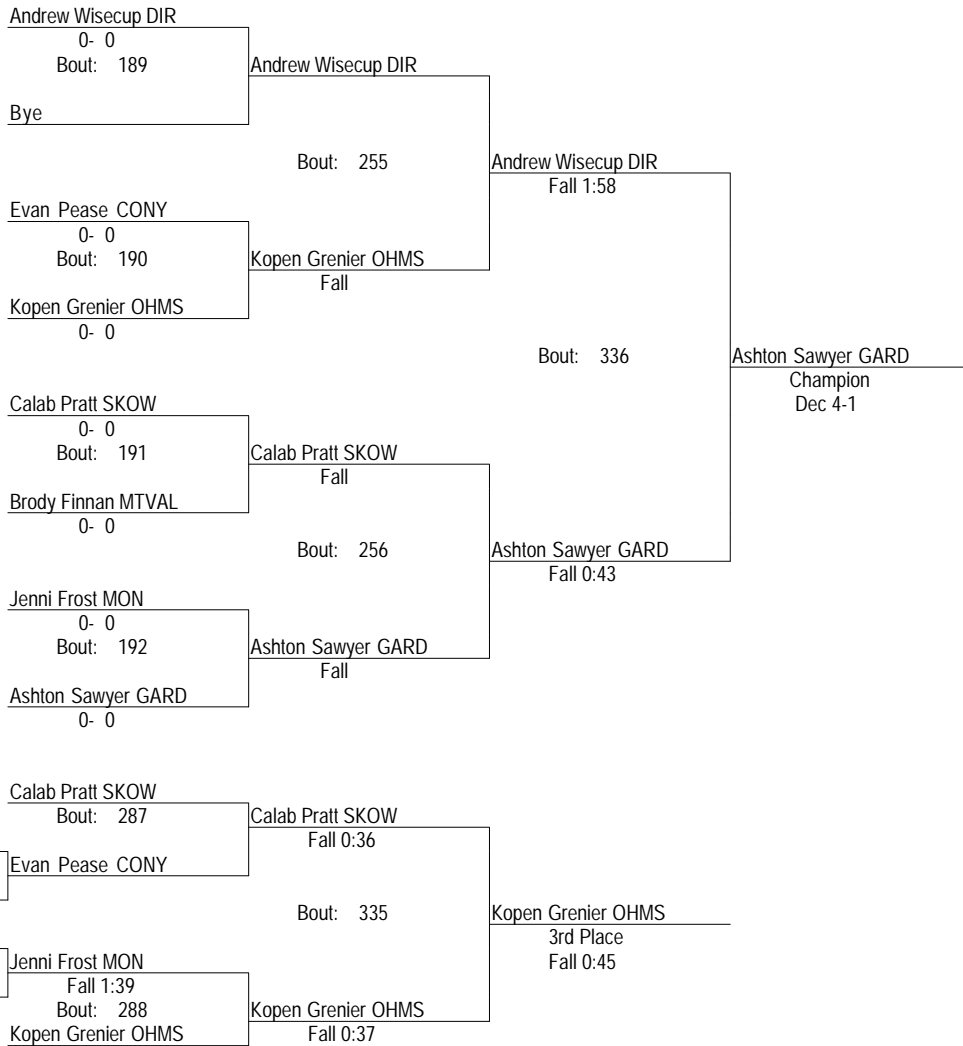 Andrew Wisecup DIR
0- 0
Bout: 189
Andrew Wisecup DIR
Bye
Bout: 255
Andrew Wisecup DIR
Fall 1:58
Evan Pease CONY
0- 0
Bout: 190
Kopen Grenier OHMS
Fall
Kopen Grenier OHMS
0- 0
Bout: 336
Ashton Sawyer GARD
Champion
Dec 4-1
Calab Pratt SKOW
0- 0
Bout: 191
Calab Pratt SKOW
Fall
Brody Finnan MTVAL
0- 0
Bout: 256
Ashton Sawyer GARD
Fall 0:43
Jenni Frost MON
0- 0
Bout: 192
Ashton Sawyer GARD
Fall
Ashton Sawyer GARD
0- 0
Calab Pratt SKOW
Bout: 287
Calab Pratt SKOW
Fall 0:36
Evan Pease CONY
Bout: 335
Kopen Grenier OHMS
3rd Place
Fall 0:45
Jenni Frost MON
Fall 1:39
Bout: 288
Kopen Grenier OHMS
Fall 0:37
Kopen Grenier OHMS